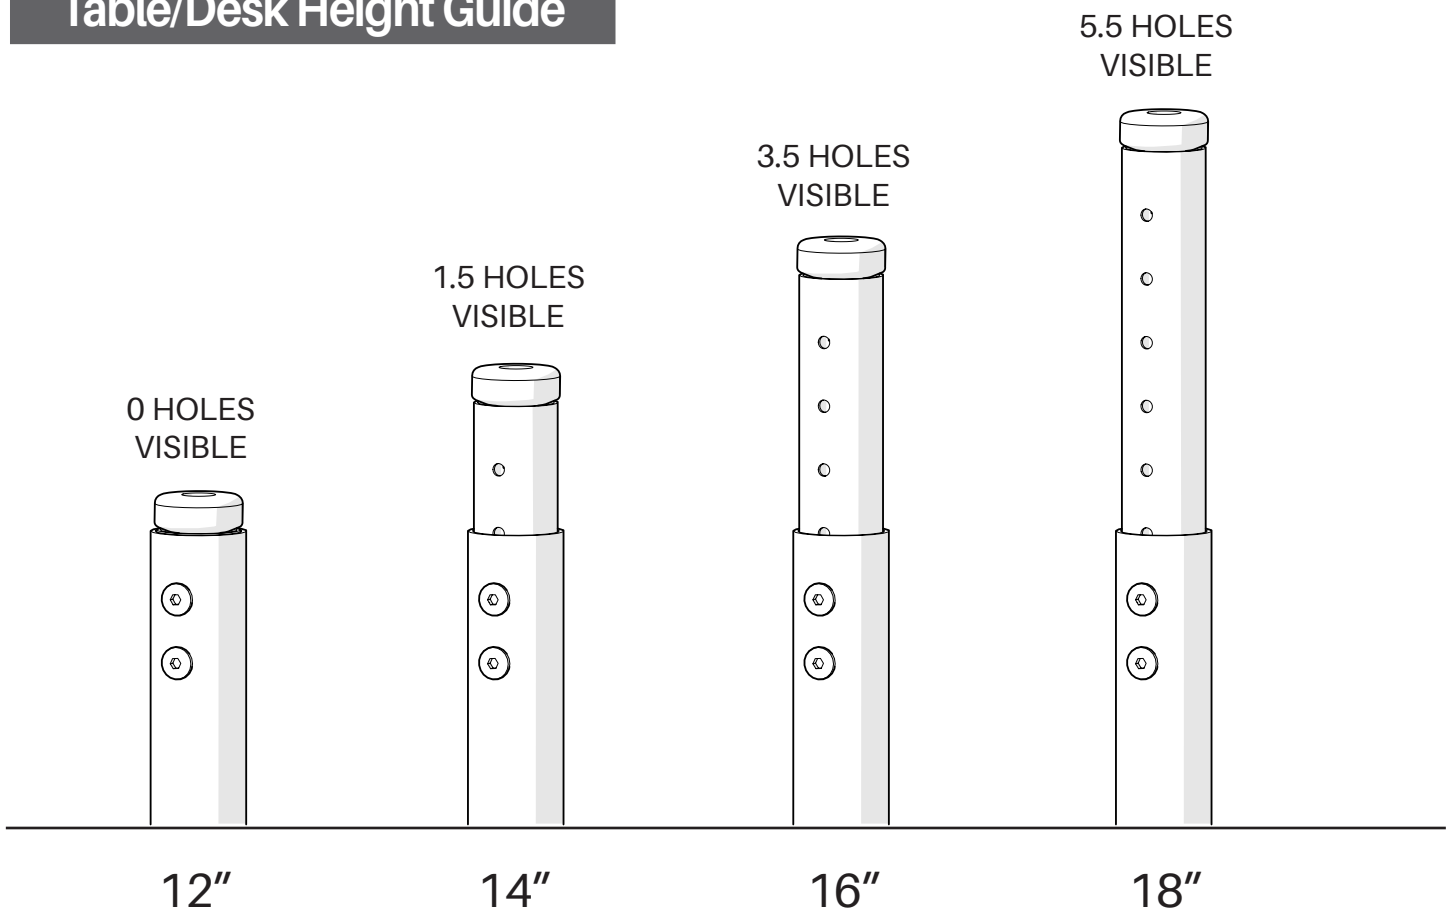 Table/Desk Height Guide
5.5 HOLES
VISIBLE
3.5 HOLES
VISIBLE
1.5 HOLES
VISIBLE
0 HOLES
VISIBLE
12″
14″
16″
18″